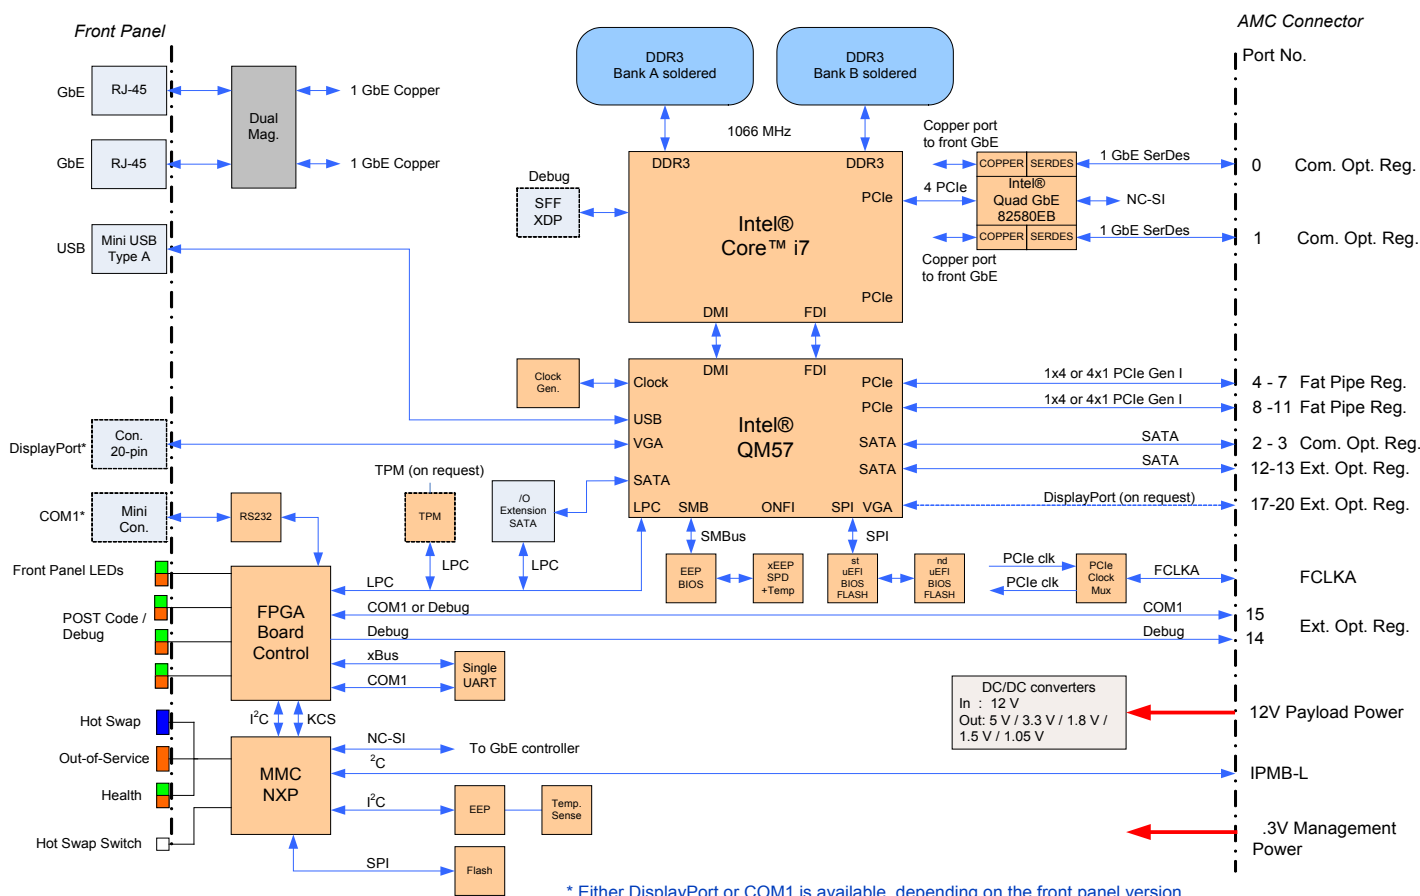 Front Panel
AMC Connector
Port No.
DDR3
Bank A soldered
DDR3
Bank B soldered
GbE
RJ-45
1 GbE Copper
Dual
Mag.
GbE
RJ-45
1 GbE Copper
1066 MHz
DDR3
DDR3
PCIe
Intel®
Core™ i7
PCIe
DMI
FDI
Debug
SFF
XDP
Copper port
to front GbE
COPPER
SERDES
1 GbE SerDes
0
Com. Opt. Reg.
4 PCIe
Intel®
Quad GbE
82580EB
NC-SI
COPPER
SERDES
1 GbE SerDes
1
Com. Opt. Reg.
Copper port
to front GbE
USB
Mini USB
Type A
Clock
Gen.
DMI
FDI
Clock
PCIe
1x4 or 4x1 PCIe Gen I
4 - 7 Fat Pipe Reg.
USB
PCIe
1x4 or 4x1 PCIe Gen I
8 -11 Fat Pipe Reg.
Intel®
QM57
VGA
SATA
SATA
2 - 3 Com. Opt. Reg.
SATA
SATA
SATA
12-13 Ext. Opt. Reg.
LPC
SMB
ONFI
SPI
VGA
DisplayPort (on request)
17-20 Ext. Opt. Reg.
DisplayPort*
Con.
20-pin
TPM (on request)
TPM
/O
Extension
SATA
COM1*
Mini
Con.
RS232
LPC
LPC
SMBus
SPI
EEP
BIOS
xEEP
SPD
+Temp
st
uEFI
BIOS
FLASH
nd
uEFI
BIOS
FLASH
PCIe clk
PCIe clk
PCIe
Clock
Mux
FCLKA
FCLKA
Front Panel LEDs
POST Code /
Debug
FPGA
Board
Control
LPC
COM1 or Debug
COM1
15
Debug
Debug
14
Ext. Opt. Reg.
xBus
COM1
Single
UART
I²C
KCS
DC/DC converters
In : 12 V
Out: 5 V / 3.3 V / 1.8 V /
1.5 V / 1.05 V
12V Payload Power
Hot Swap
Out-of-Service
Health
Hot Swap Switch
MMC
NXP
NC-SI
To GbE controller
²C
IPMB-L
I²C
EEP
Temp.
Sense
SPI
Flash
.3V Management
Power
* Either DisplayPort or COM1 is available, depending on the front panel version